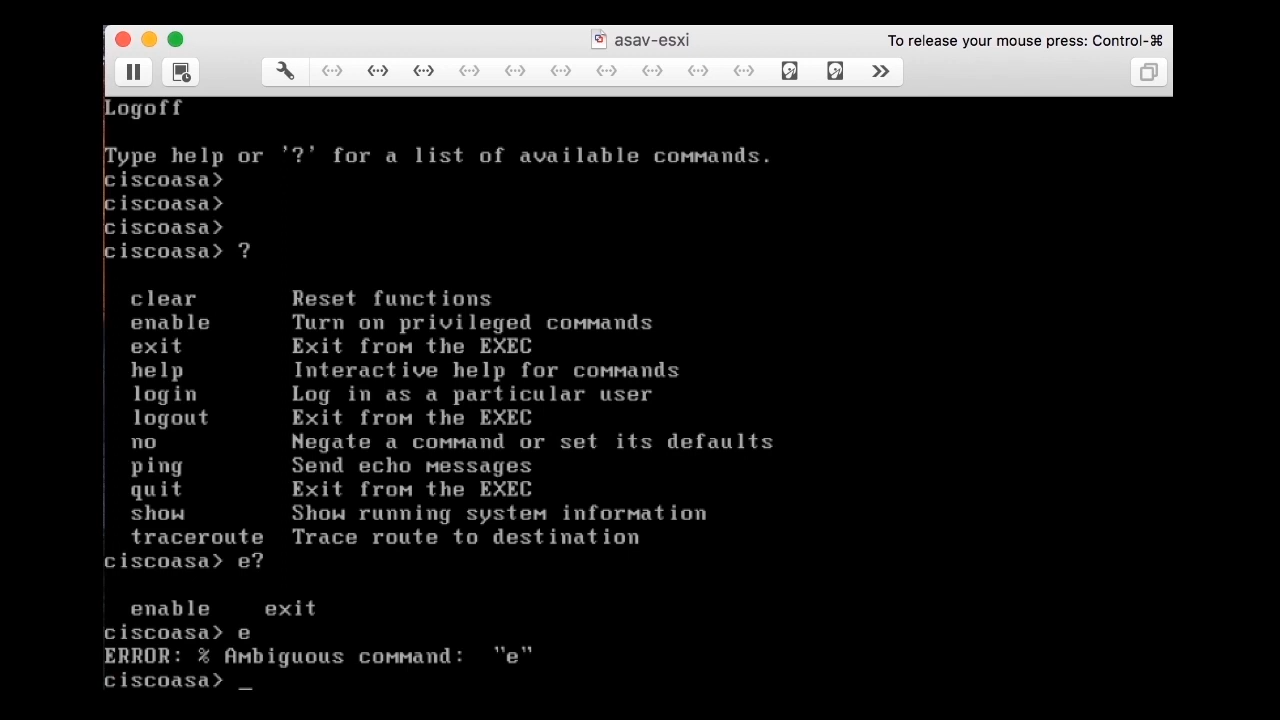 asav-esxi
To release your mouse press: Control-⌘
Logoff
Type help or '?' for a list of available commands.
ciscoasa>
ciscoasa>
ciscoasa>
ciscoasa> ?
clear Reset functions
enable Turn on privileged commands
exit Exit from the EXEC
help Interactive help for commands
login Log in as a particular user
logout Exit from the EXEC
no Negate a command or set its defaults
ping Send echo messages
quit Exit from the EXEC
show Show running system information
traceroute Trace route to destination
ciscoasa> e?
enable exit
ciscoasa> e
ERROR: % Ambiguous command: "e"
ciscoasa> _